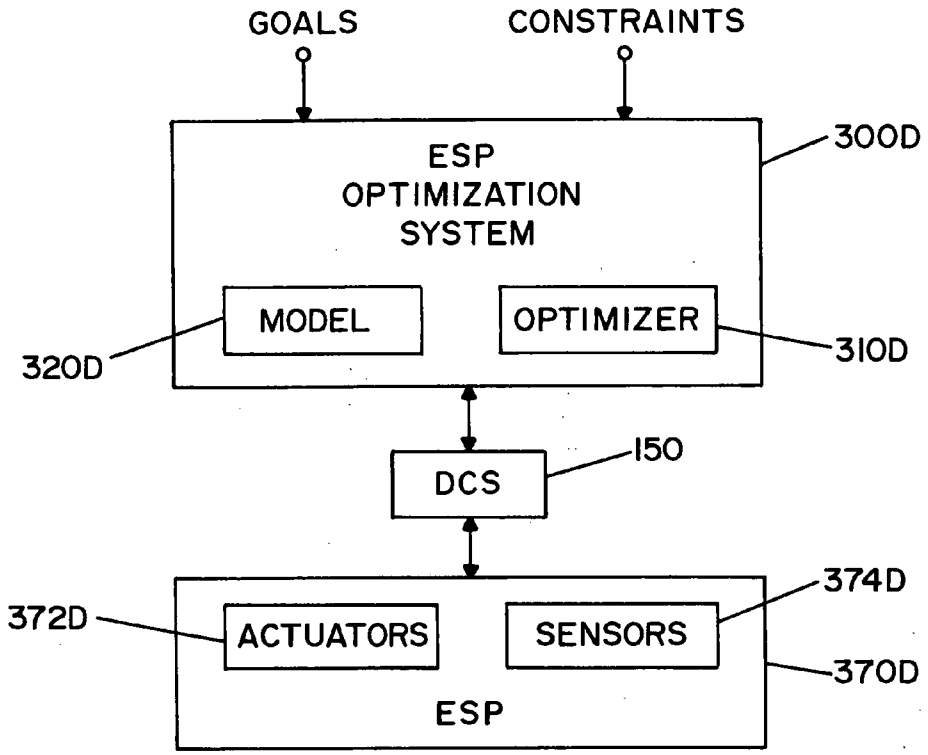 GOALS
CONSTRAINTS
300D
ESP
OPTIMIZATION
SYSTEM
MODEL
OPTIMIZER
320D
310D
150
DCS
374D
372D
ACTUATORS
SENSORS
370D
ESP